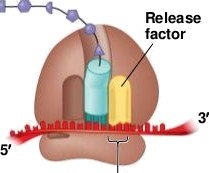 Release
factor
3'
5'